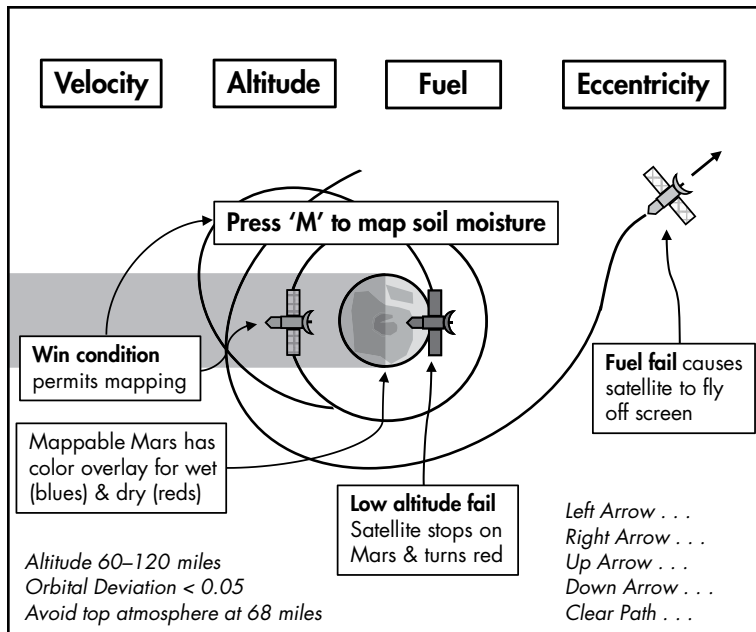 Velocity
Altitude
Fuel
Eccentricity
Press ‘M’ to map soil moisture
Win condition
permits mapping
Fuel fail causes
satellite to fly
off screen
Mappable Mars has
color overlay for wet
(blues) & dry (reds)
Low altitude fail
Satellite stops on
Mars & turns red
Altitude 60–120 miles
Orbital Deviation < 0.05
Avoid top atmosphere at 68 miles
Left Arrow . . .
Right Arrow . . .
Up Arrow . . .
Down Arrow . . .
Clear Path . . .